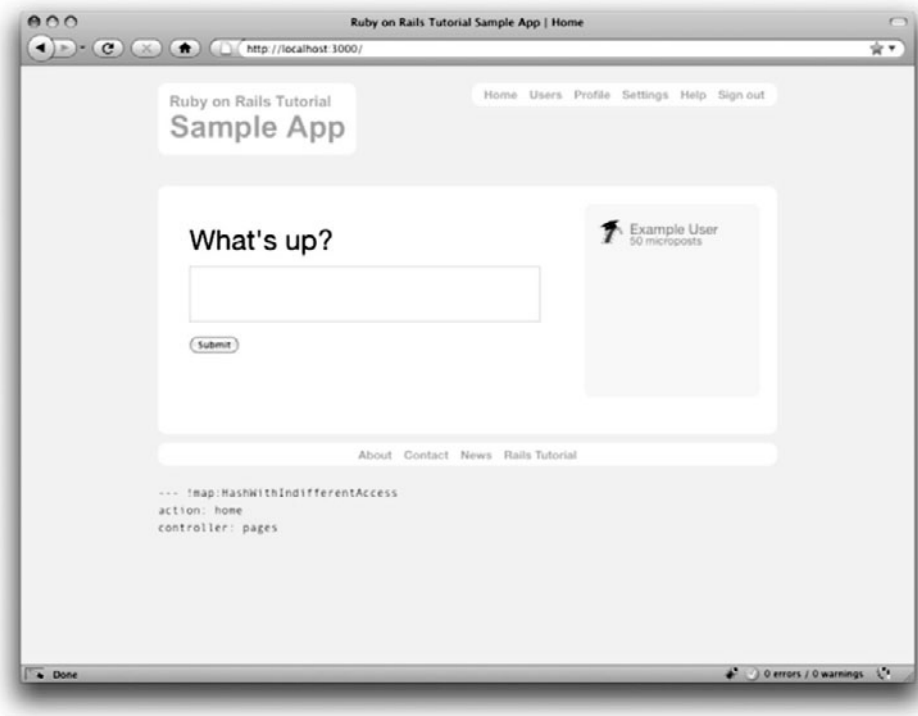 Ruby on Rails Tutorial Sample App | Home
http://localhost:3000/
Ruby on Rails Tutorial
Sample App
Home Users Profile Settings Help Sign out
What's up?
Example User
50 microposts
Submit
About Contact News Rails Tutorial
--- !map:HashWithIndifferentAccess
action: home
controller: pages
Done
0 errors / 0 warnings